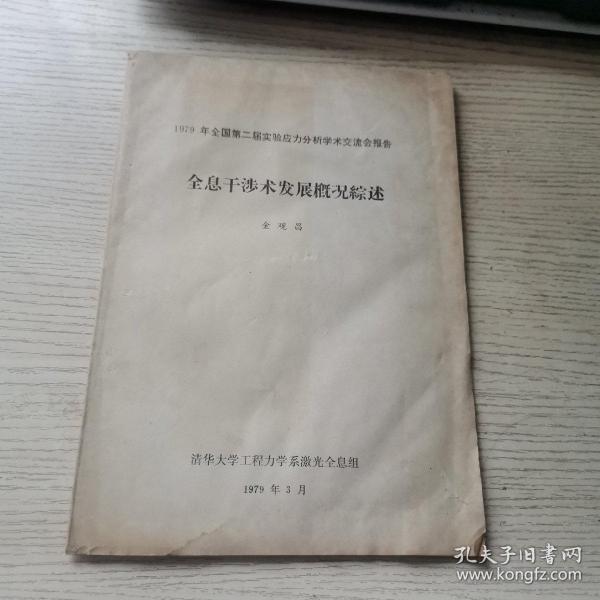 1979 年全国第二届实验应力分析学术交流会报告
全息干涉术发展概况綜述
金观昌
清华大学工程力学系激光全息组
1979 年 3 月
孔夫子旧书网
www.kongfz.com